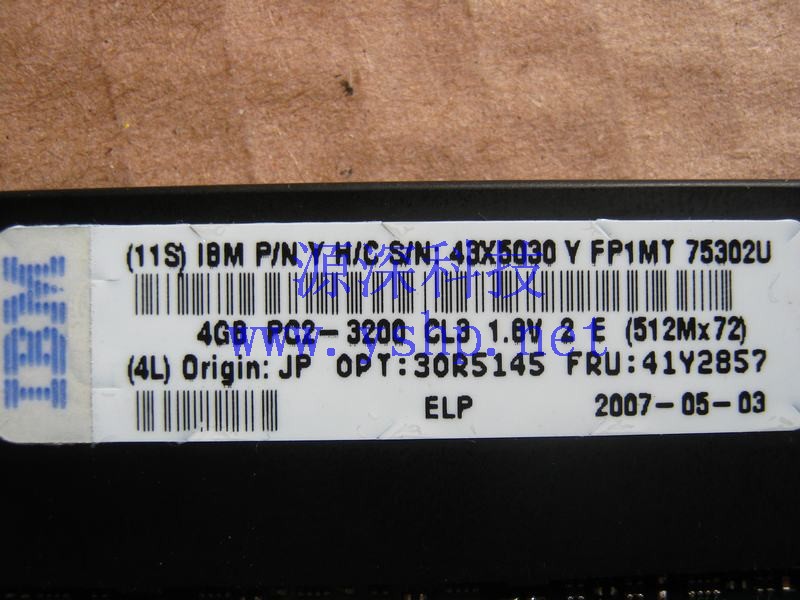 IBM
(11S) IBM P/N Y H/C S/N 43X5030 Y FP1MT 75302U
源深科技
4GB PC2-3200 CL3 1.8V 2 E (512Mx72)
www.yshp.net
(4L) Origin: JP OPT:30R5145 FRU:41Y2857
ELP 2007-05-03